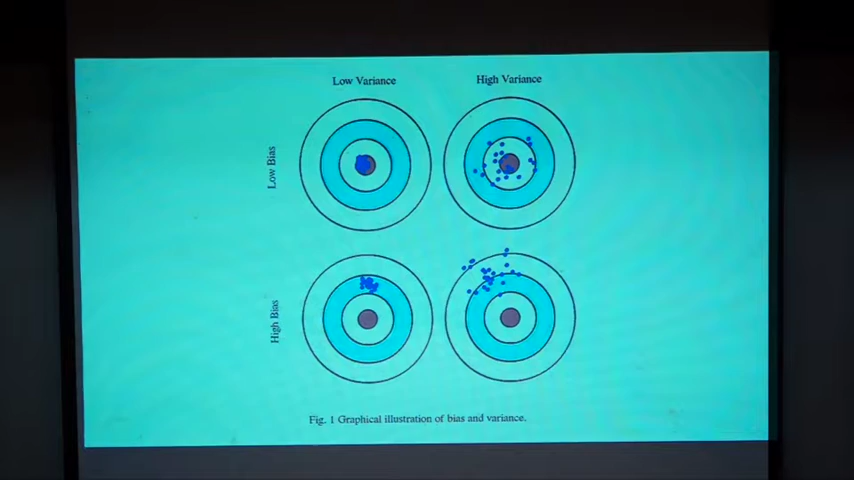 Low Variance
High Variance
Low Bias
High Bias
Fig. 1 Graphical illustration of bias and variance.